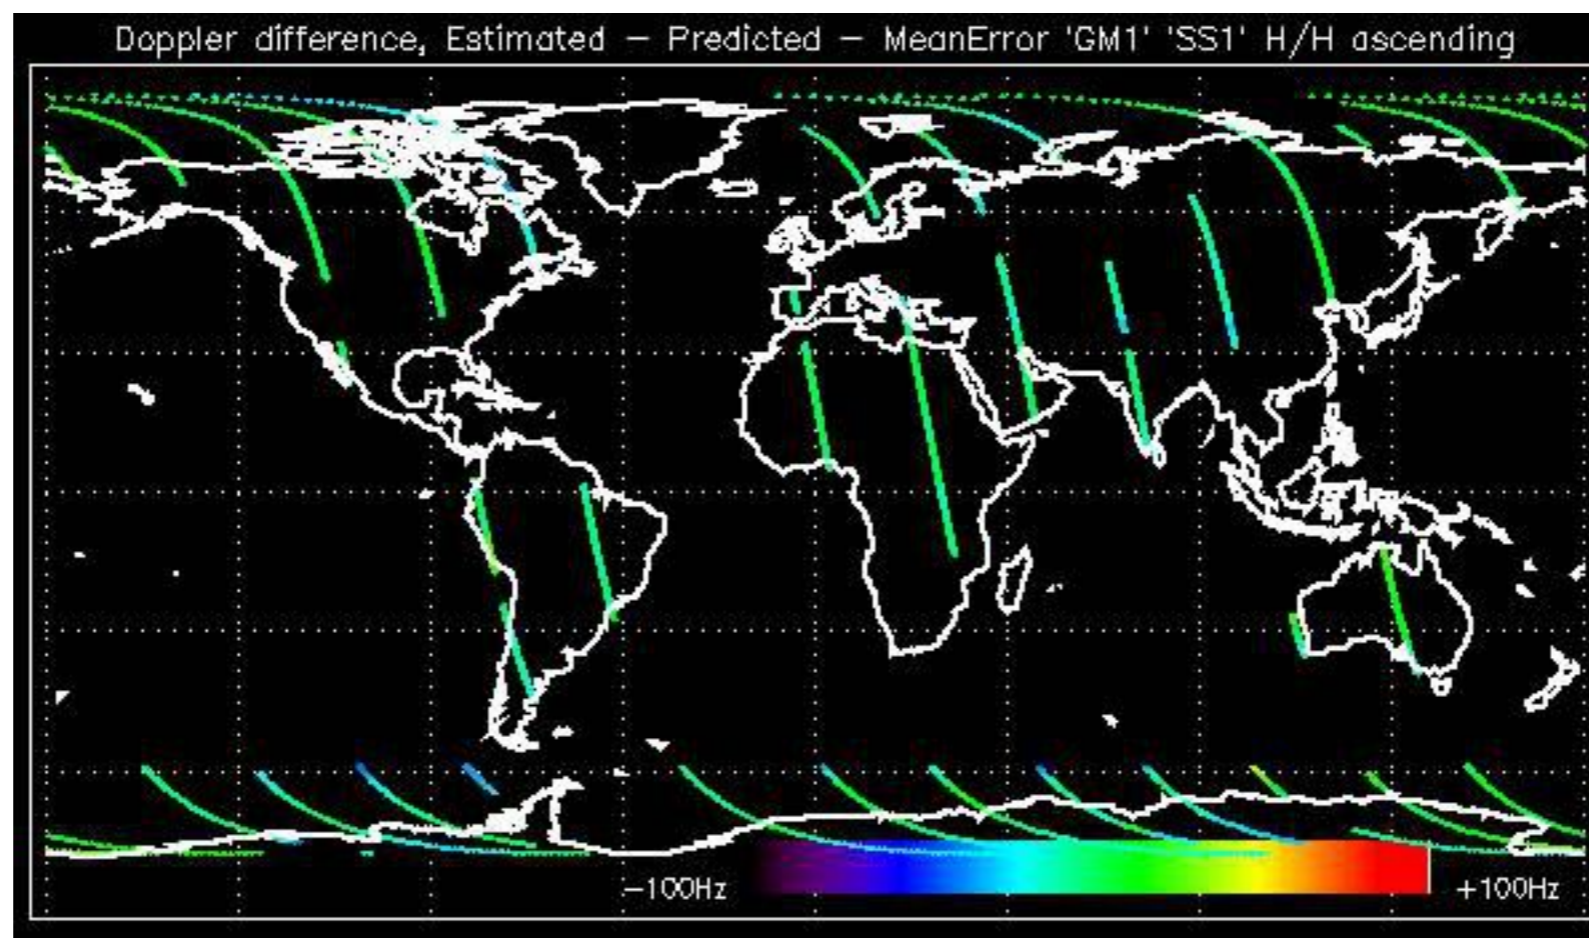 Doppler difference, Estimated – Predicted – MeanError 'GM1' 'SS1' H/H ascending
–100Hz +100Hz